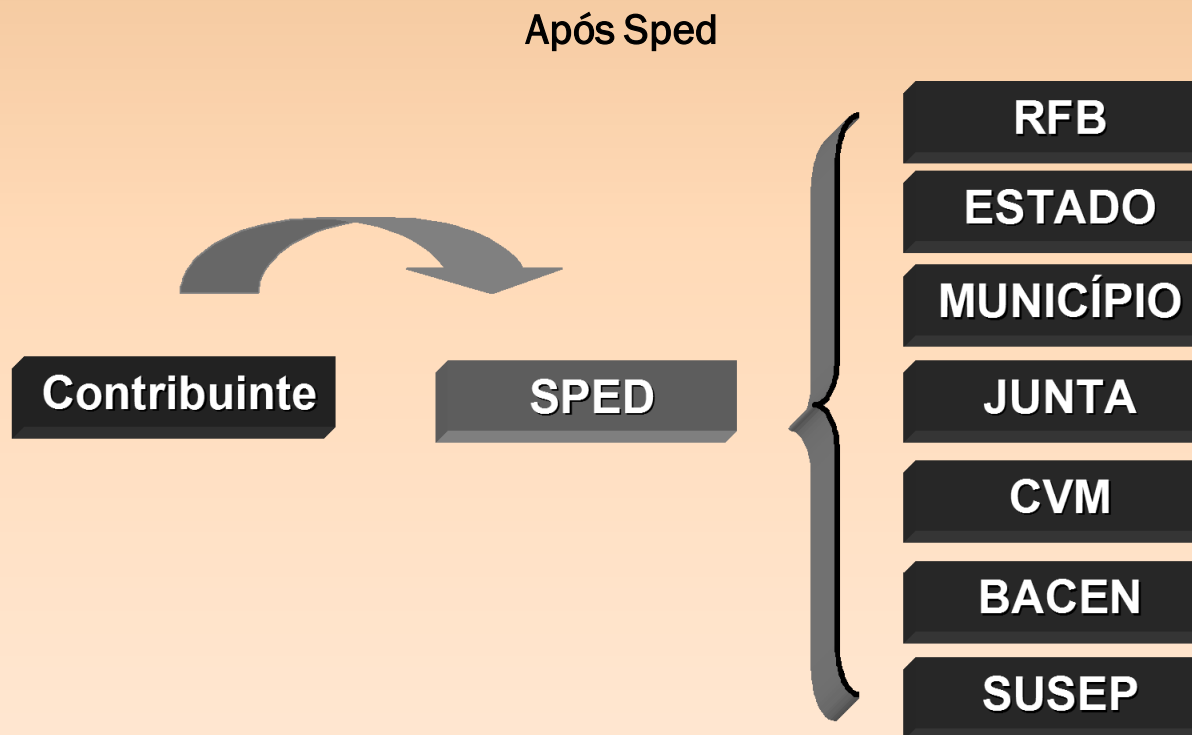 Após Sped
Contribuinte
SPED
RFB
ESTADO
MUNICÍPIO
JUNTA
CVM
BACEN
SUSEP